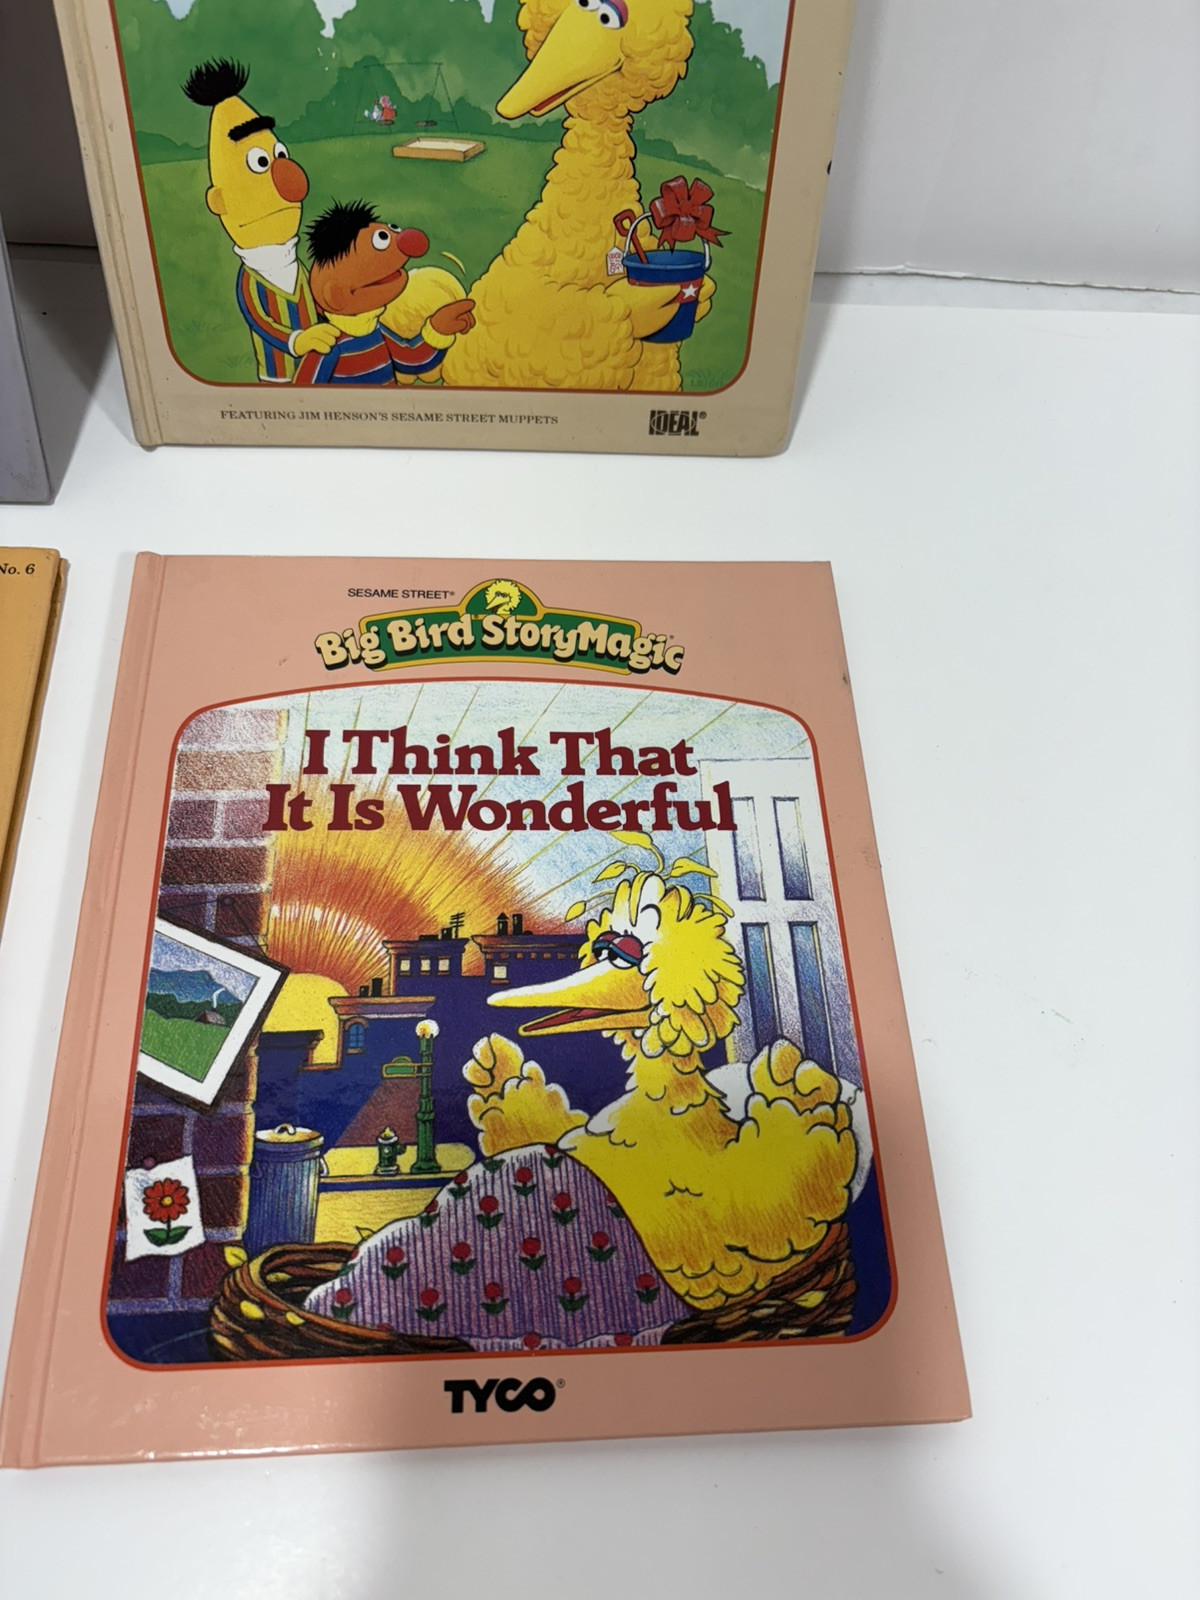 FEATURING JIM HENSON'S SESAME STREET MUPPETS
IDEAL®
No. 6
SESAME STREET®
Big Bird StoryMagic
I Think That
It Is Wonderful
TYCO®